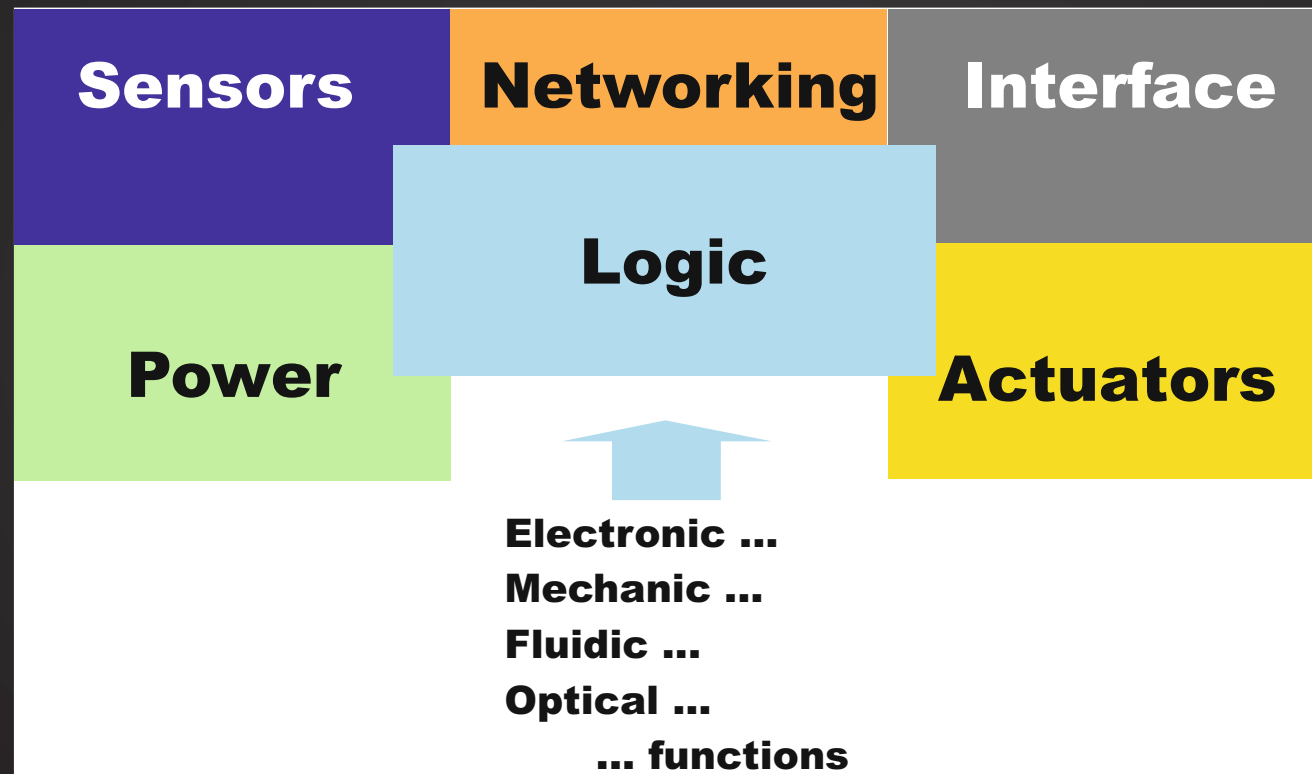 Sensors
Networking
Interface
Logic
Power
Actuators
Electronic ...
Mechanic ...
Fluidic ...
Optical ...
... functions